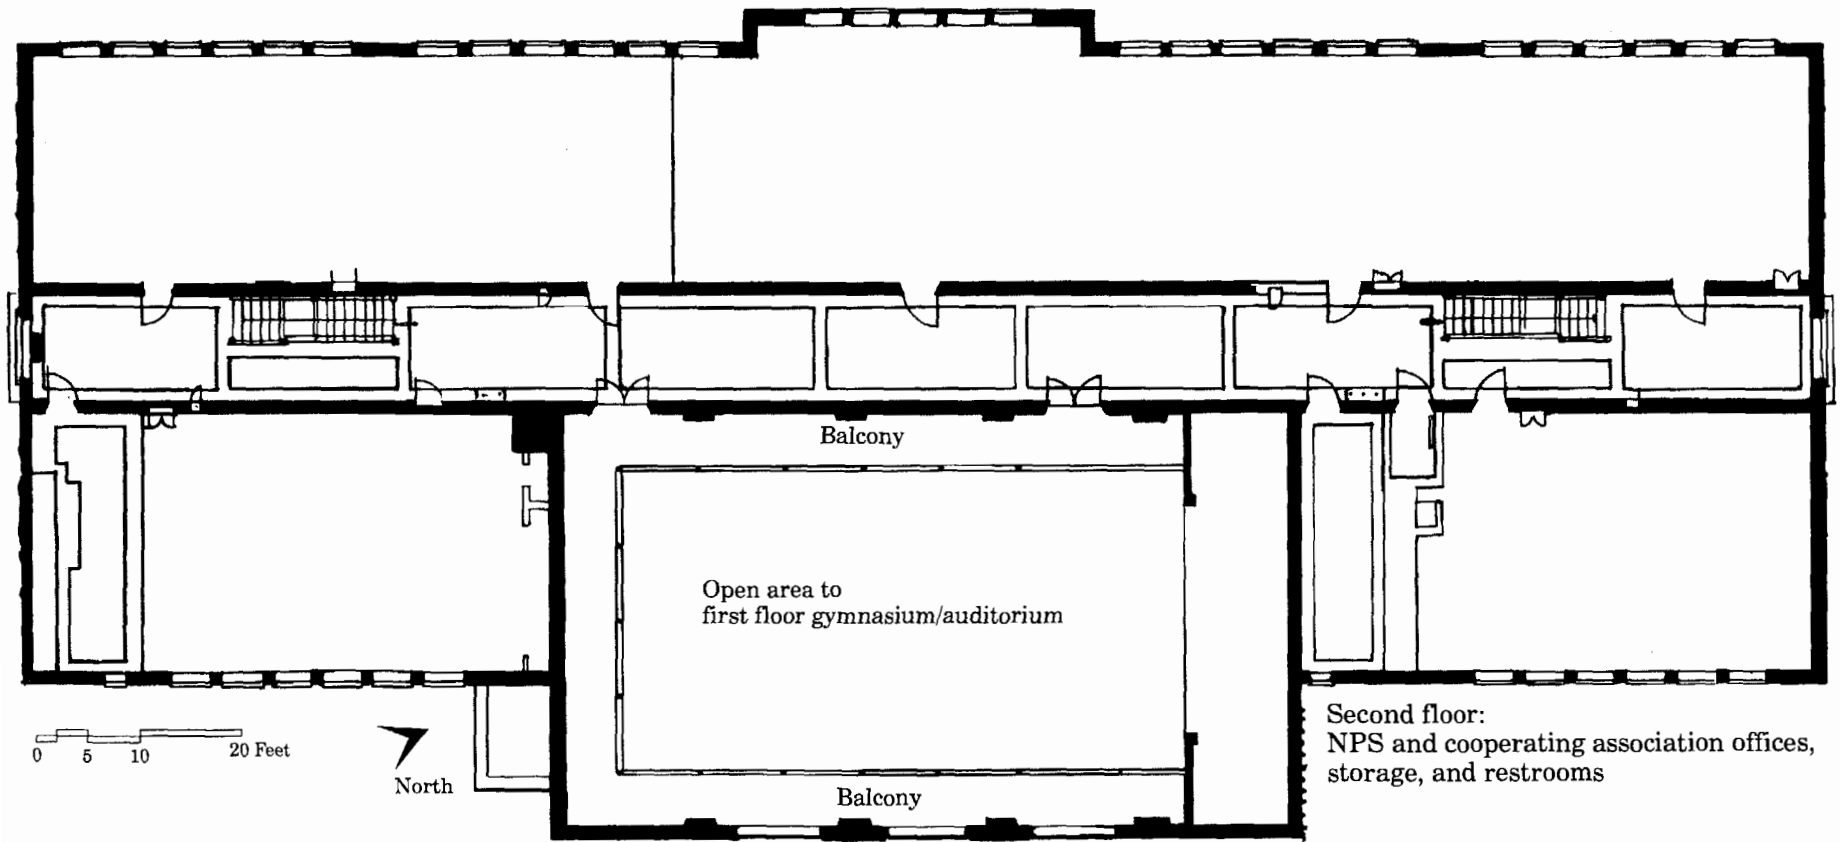 Balcony
Open area to
first floor gymnasium/auditorium
Balcony
0 5 10 20 Feet
North
Second floor:
NPS and cooperating association offices,
storage, and restrooms